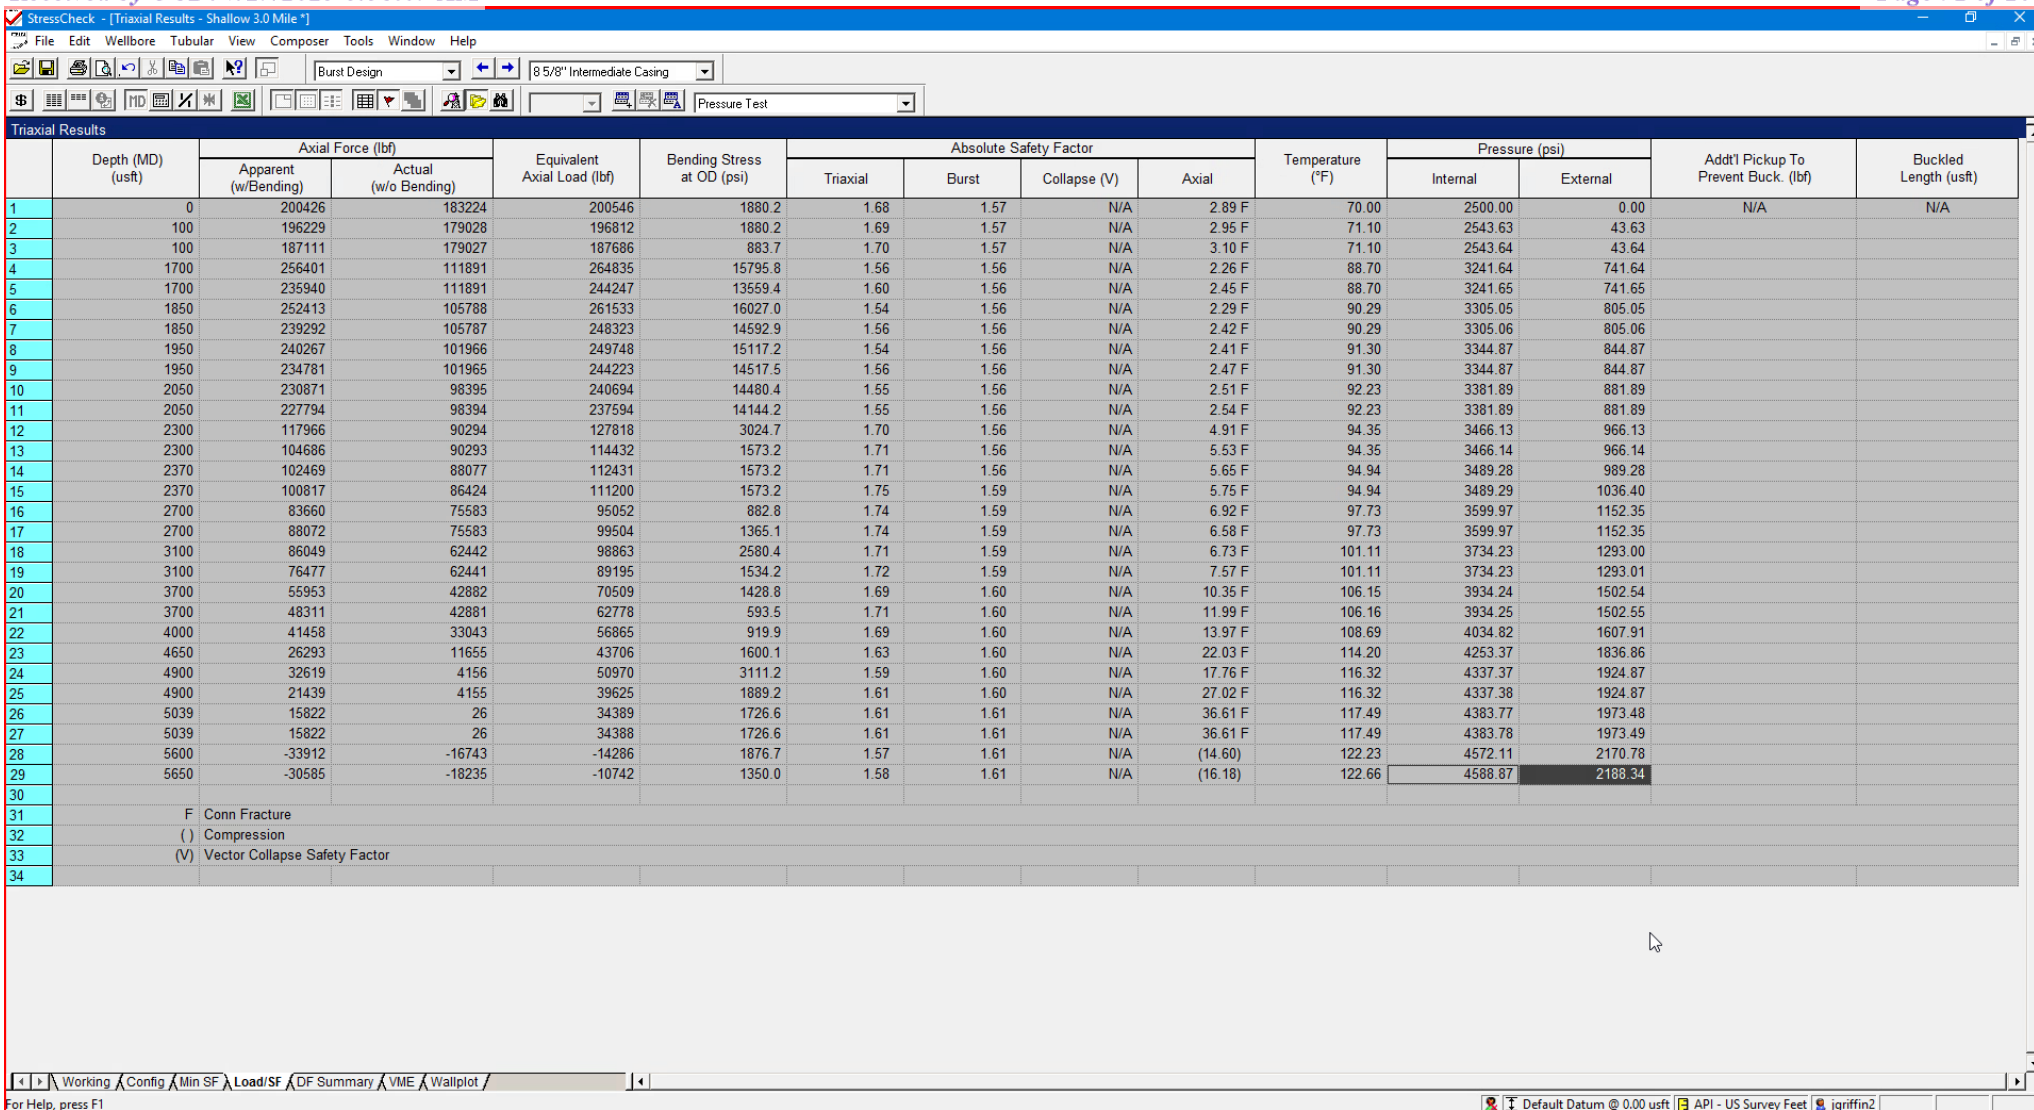 StressCheck - [Triaxial Results - Shallow 3.0 Mile *]
File Edit Wellbore Tubular View Composer Tools Window Help
Burst Design 8 5/8" Intermediate Casing
MD Pressure Test
Triaxial Results
Depth (MD) (usft) Axial Force (lbf) Apparent (w/Bending) Actual (w/o Bending) Equivalent Axial Load (lbf) Bending Stress at OD (psi) Absolute Safety Factor Triaxial Burst Collapse (V) Axial Temperature (°F) Pressure (psi) Internal External Addt'l Pickup To Prevent Buck. (lbf) Buckled Length (usft)
1 0 200426 183224 200546 1880.2 1.68 1.57 N/A 2.89 F 70.00 2500.00 0.00 N/A N/A
2 100 196229 179028 196812 1880.2 1.69 1.57 N/A 2.95 F 71.10 2543.63 43.63
3 100 187111 179027 187686 883.7 1.70 1.57 N/A 3.10 F 71.10 2543.64 43.64
4 1700 256401 111891 264835 15795.8 1.56 1.56 N/A 2.26 F 88.70 3241.64 741.64
5 1700 235940 111891 244247 13559.4 1.60 1.56 N/A 2.45 F 88.70 3241.65 741.65
6 1850 252413 105788 261533 16027.0 1.54 1.56 N/A 2.29 F 90.29 3305.05 805.05
7 1850 239292 105787 248323 14592.9 1.56 1.56 N/A 2.42 F 90.29 3305.06 805.06
8 1950 240267 101966 249748 15117.2 1.54 1.56 N/A 2.41 F 91.30 3344.87 844.87
9 1950 234781 101965 244223 14517.5 1.56 1.56 N/A 2.47 F 91.30 3344.87 844.87
10 2050 230871 98395 240694 14480.4 1.55 1.56 N/A 2.51 F 92.23 3381.89 881.89
11 2050 227794 98394 237594 14144.2 1.55 1.56 N/A 2.54 F 92.23 3381.89 881.89
12 2300 117966 90294 127818 3024.7 1.70 1.56 N/A 4.91 F 94.35 3466.13 966.13
13 2300 104686 90293 114432 1573.2 1.71 1.56 N/A 5.53 F 94.35 3466.14 966.14
14 2370 102469 88077 112431 1573.2 1.71 1.56 N/A 5.65 F 94.94 3489.28 989.28
15 2370 100817 86424 111200 1573.2 1.75 1.59 N/A 5.75 F 94.94 3489.29 1036.40
16 2700 83660 75583 95052 882.8 1.74 1.59 N/A 6.92 F 97.73 3599.97 1152.35
17 2700 88072 75583 99504 1365.1 1.74 1.59 N/A 6.58 F 97.73 3599.97 1152.35
18 3100 86049 62442 98863 2580.4 1.71 1.59 N/A 6.73 F 101.11 3734.23 1293.00
19 3100 76477 62441 89195 1534.2 1.72 1.59 N/A 7.57 F 101.11 3734.23 1293.01
20 3700 55953 42882 70509 1428.8 1.69 1.60 N/A 10.35 F 106.15 3934.24 1502.54
21 3700 48311 42881 62778 593.5 1.71 1.60 N/A 11.99 F 106.16 3934.25 1502.55
22 4000 41458 33043 56865 919.9 1.69 1.60 N/A 13.97 F 108.69 4034.82 1607.91
23 4650 26293 11655 43706 1600.1 1.63 1.60 N/A 22.03 F 114.20 4253.37 1836.86
24 4900 32619 4156 50970 3111.2 1.59 1.60 N/A 17.76 F 116.32 4337.37 1924.87
25 4900 21439 4155 39625 1889.2 1.61 1.60 N/A 27.02 F 116.32 4337.38 1924.87
26 5039 15822 26 34389 1726.6 1.61 1.61 N/A 36.61 F 117.49 4383.77 1973.48
27 5039 15822 26 34388 1726.6 1.61 1.61 N/A 36.61 F 117.49 4383.78 1973.49
28 5600 -33912 -16743 -14286 1876.7 1.57 1.61 N/A (14.60) 122.23 4572.11 2170.78
29 5650 -30585 -18235 -10742 1350.0 1.58 1.61 N/A (16.18) 122.66 4588.87 2188.34
30
31 F Conn Fracture
32 ( ) Compression
33 (V) Vector Collapse Safety Factor
34
Working Config Min SF Load/SF DF Summary VME Wallplot
For Help, press F1 Default Datum @ 0.00 usft API - US Survey Feet jgriffin2